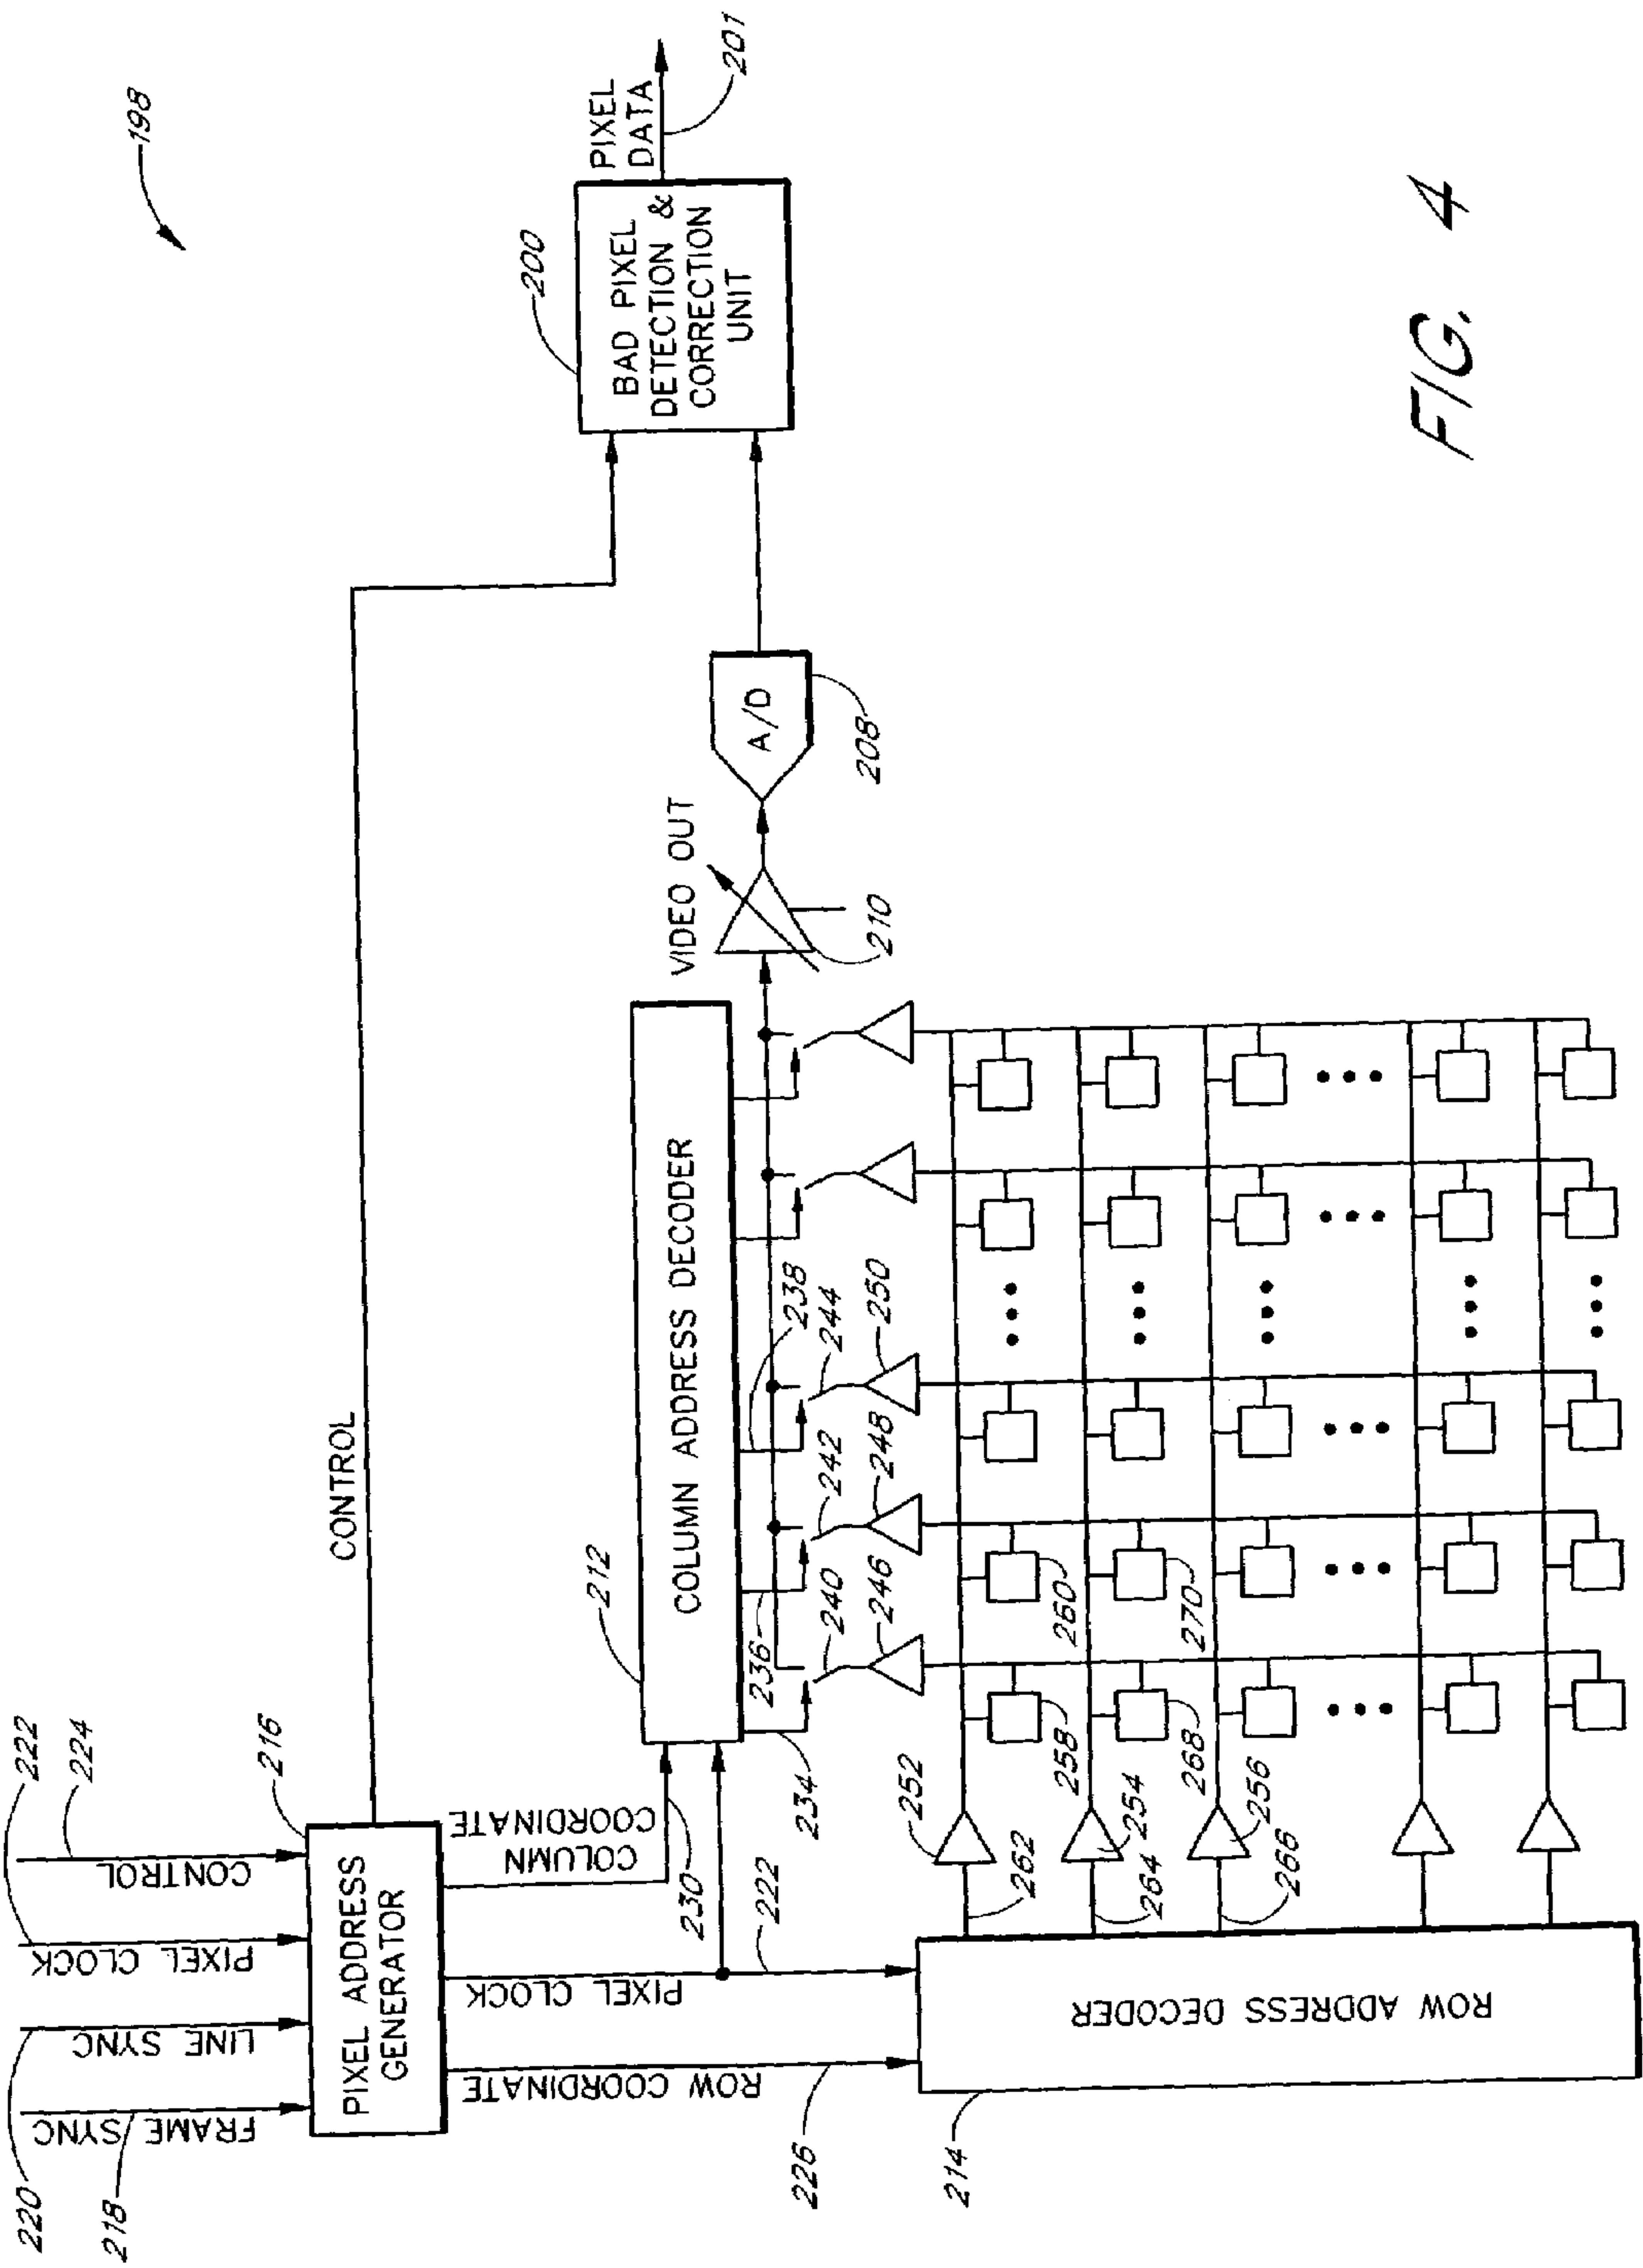 198
220
222
218
224
216
FRAME SYNC
LINE SYNC
PIXEL CLOCK
CONTROL
PIXEL ADDRESS
GENERATOR
CONTROL
200
BAD PIXEL
DETECTION &
CORRECTION
UNIT
PIXEL
DATA
201
ROW COORDINATE
PIXEL CLOCK
COLUMN
COORDINATE
226
222
230
212
COLUMN ADDRESS DECODER
VIDEO OUT
A/D
208
210
234
236
238
240
242
244
246
248
250
214
ROW ADDRESS DECODER
252
254
256
262
264
266
258
260
268
270
FIG. 4